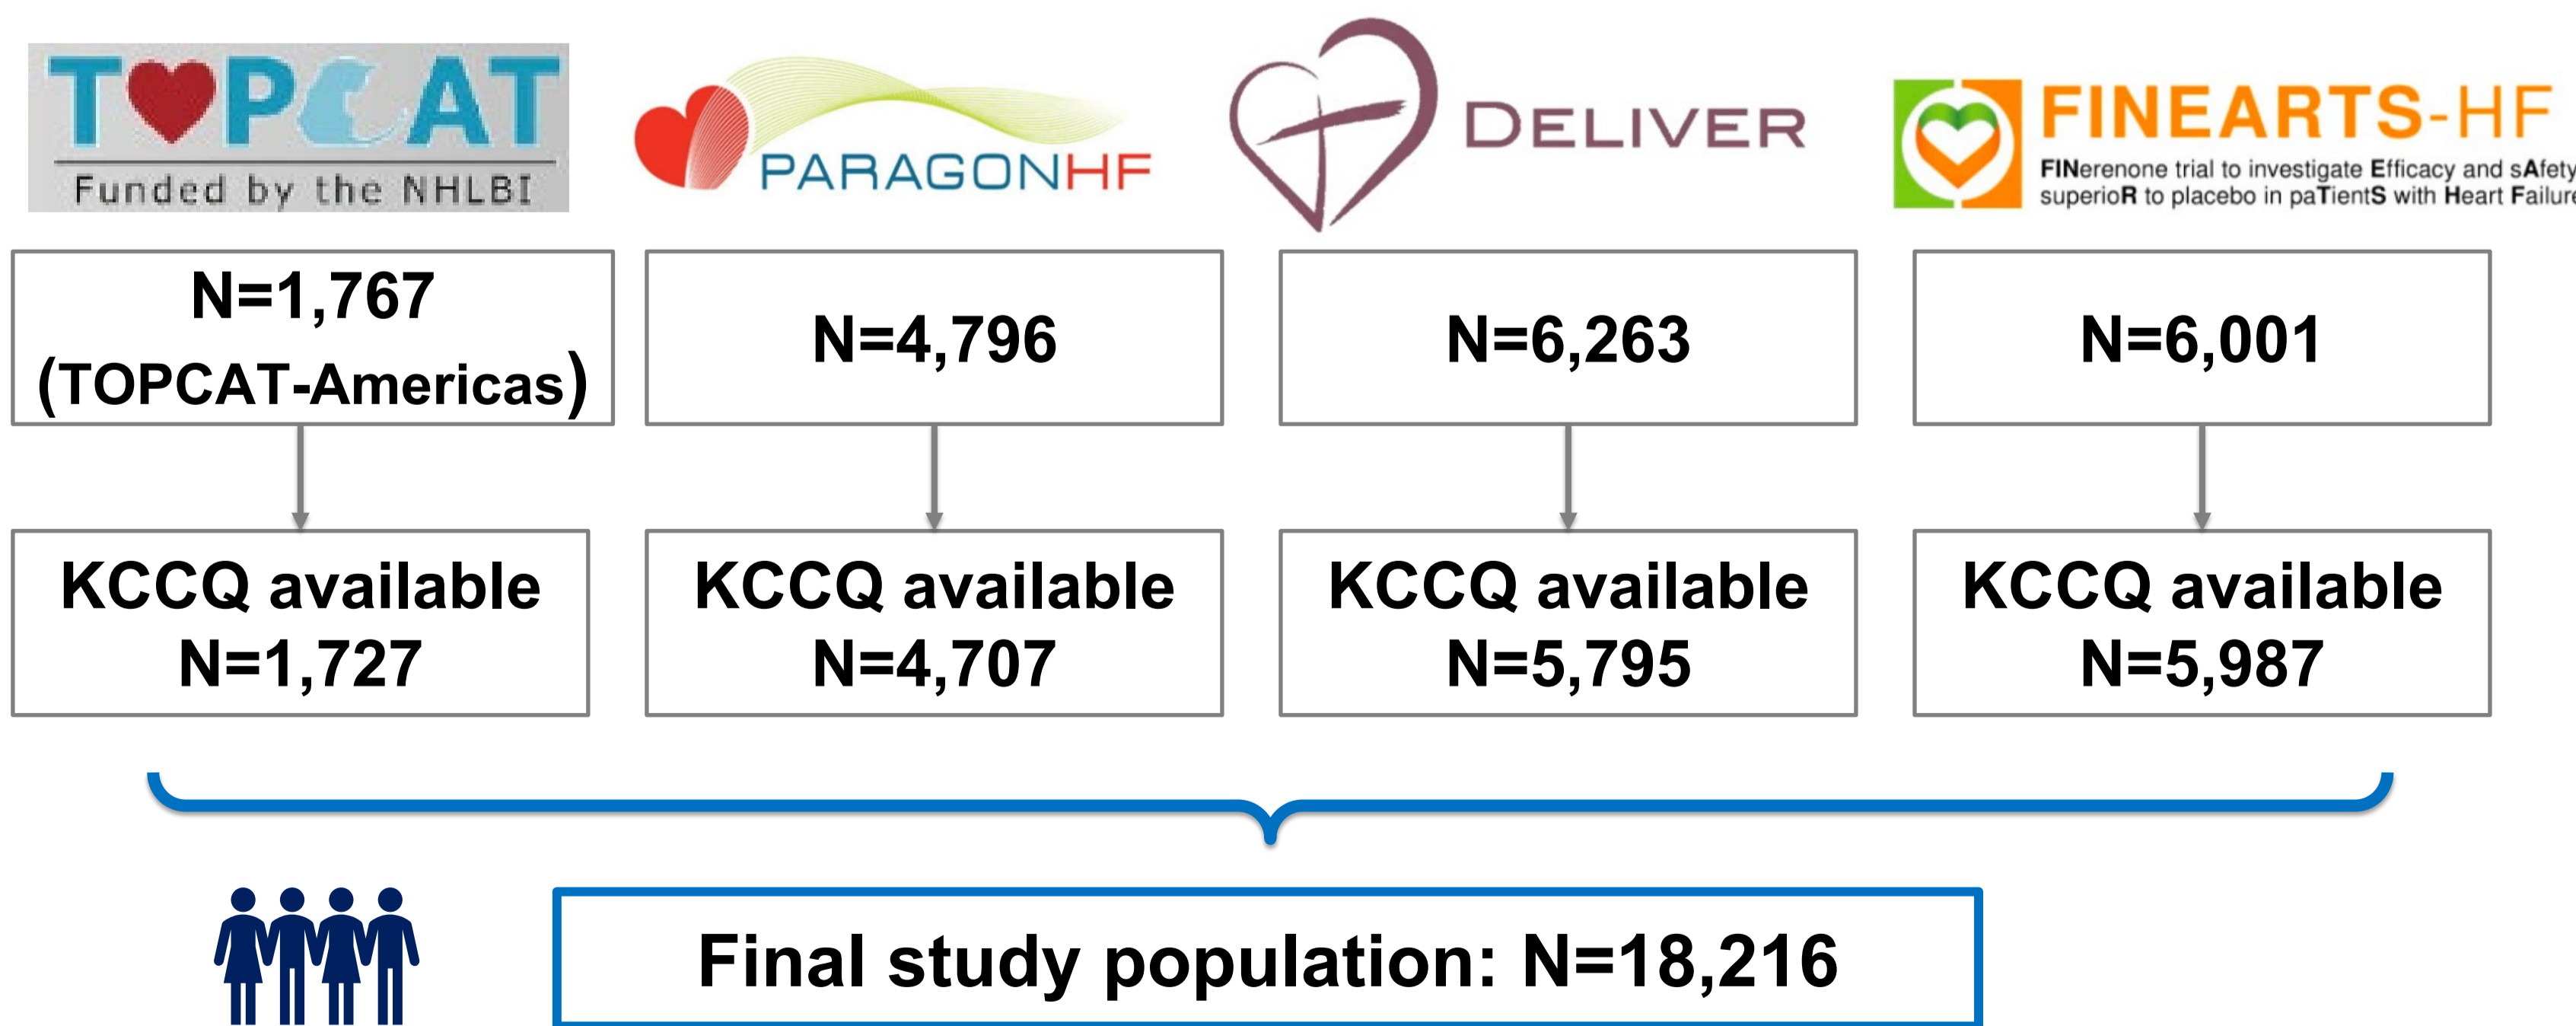 TOPCAT
Funded by the NHLBI
PARAGONHF
DELIVER
FINEARTS-HF
FINerenone trial to investigate Efficacy and sAfety
superioR to placebo in paTientS with Heart Failure
N=1,767
(TOPCAT-Americas)
N=4,796
N=6,263
N=6,001
KCCQ available
N=1,727
KCCQ available
N=4,707
KCCQ available
N=5,795
KCCQ available
N=5,987
Final study population: N=18,216